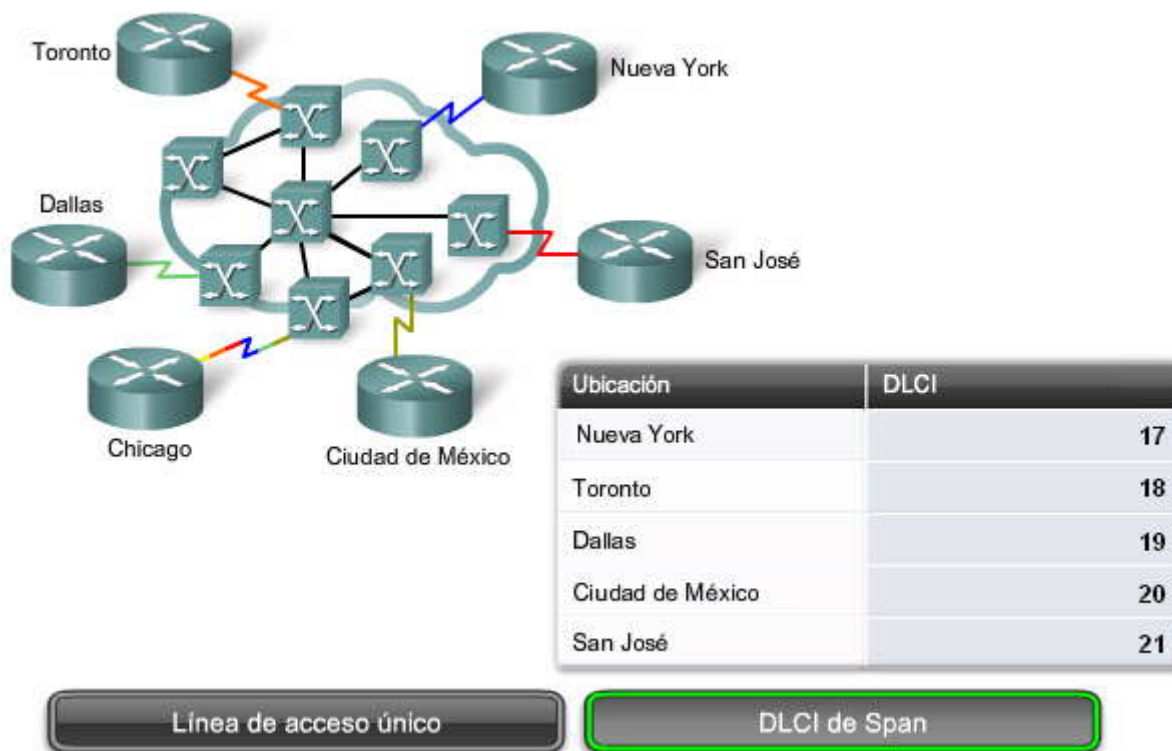 Toronto
Nueva York
Dallas
San José
Chicago
Ciudad de México
Ubicación DLCI
Nueva York 17
Toronto 18
Dallas 19
Ciudad de México 20
San José 21
Línea de acceso único
DLCI de Span